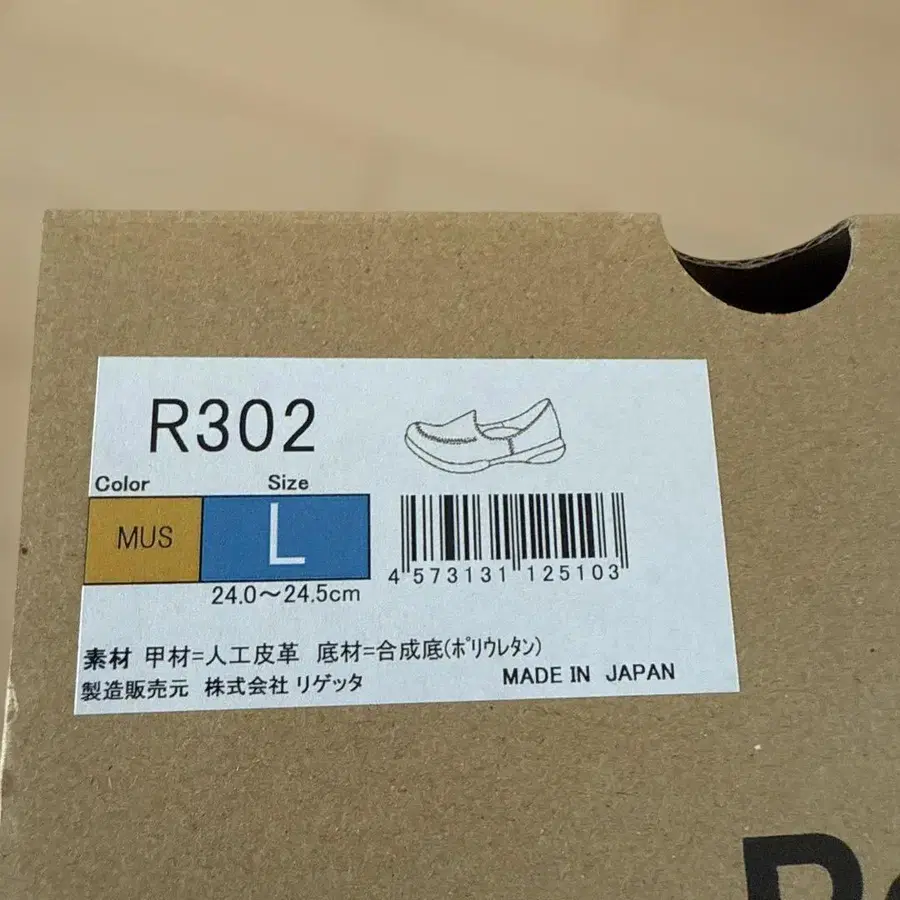 R302
Color Size
MUS L
24.0～24.5cm
4 573131 125103
素材 甲材=人工皮革 底材=合成底(ﾎﾟﾘｳﾚﾀﾝ)
製造販売元 株式会社 リゲッタ MADE IN JAPAN